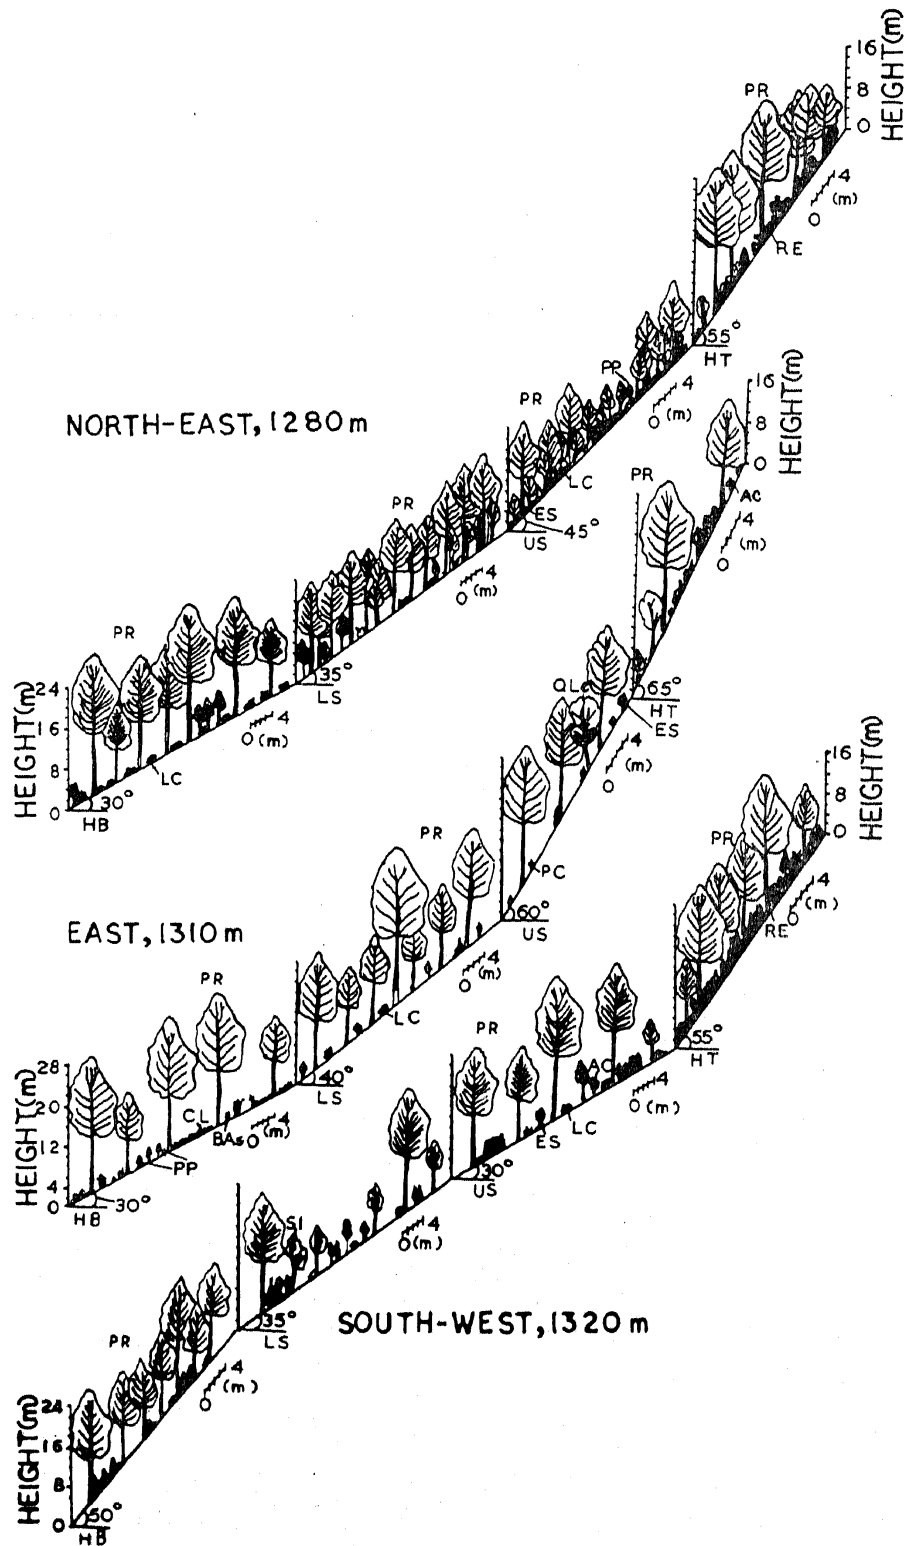 16
PR
8
0
HEIGHT(m)
4
(m)
0
RE
55°
HT
PP
4
0 (m)
16
8
0
HEIGHT(m)
NORTH-EAST, 1280 m
PR
PR
LC
AC
ES
45°
US
4
(m)
0
PR
4
0 (m)
PR
35°
LS
24
16
8
0
HEIGHT(m)
4
0 (m)
LC
30°
HB
QL
65°
HT
ES
4
(m)
0
16
8
0
HEIGHT(m)
PR
PC
PR
60°
US
4
(m)
0
RE
EAST, 1310 m
PR
4
0 (m)
LC
PR
55°
HT
28
20
12
4
0
HEIGHT(m)
40°
LS
AC
4
0 (m)
CL
BAs
4
0 (m)
ES
LC
PP
30°
HB
30°
US
SI
4
0(m)
35°
LS
SOUTH-WEST, 1320 m
PR
4
(m)
0
24
16
8
0
HEIGHT(m)
50°
HB